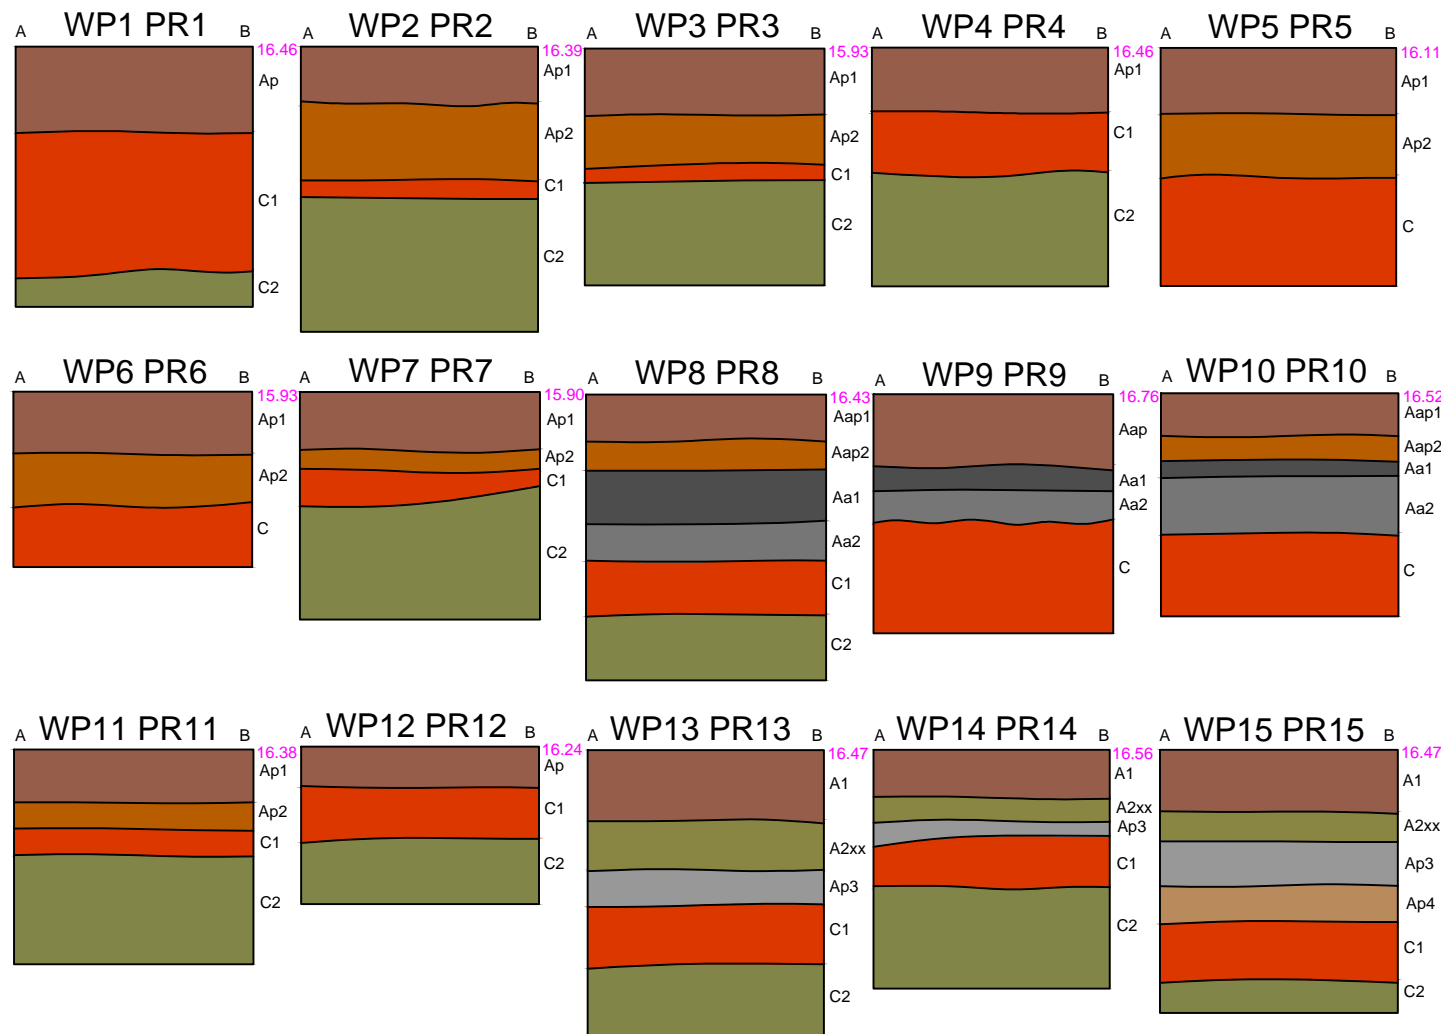 A WP1 PR1 B
16.46
Ap
C1
C2
A WP2 PR2 B
16.39
Ap1
Ap2
C1
C2
A WP3 PR3 B
15.93
Ap1
Ap2
C1
C2
A WP4 PR4 B
16.46
Ap1
C1
C2
A WP5 PR5 B
16.11
Ap1
Ap2
C
A WP6 PR6 B
15.93
Ap1
Ap2
C
A WP7 PR7 B
15.90
Ap1
Ap2
C1
C2
A WP8 PR8 B
16.43
Aap1
Aap2
Aa1
Aa2
C1
C2
A WP9 PR9 B
16.76
Aap
Aa1
Aa2
C
A WP10 PR10 B
16.52
Aap1
Aap2
Aa1
Aa2
C
A WP11 PR11 B
16.38
Ap1
Ap2
C1
C2
A WP12 PR12 B
16.24
Ap
C1
C2
A WP13 PR13 B
16.47
A1
A2xx
Ap3
C1
C2
A WP14 PR14 B
16.56
A1
A2xx
Ap3
C1
C2
A WP15 PR15 B
16.47
A1
A2xx
Ap3
Ap4
C1
C2